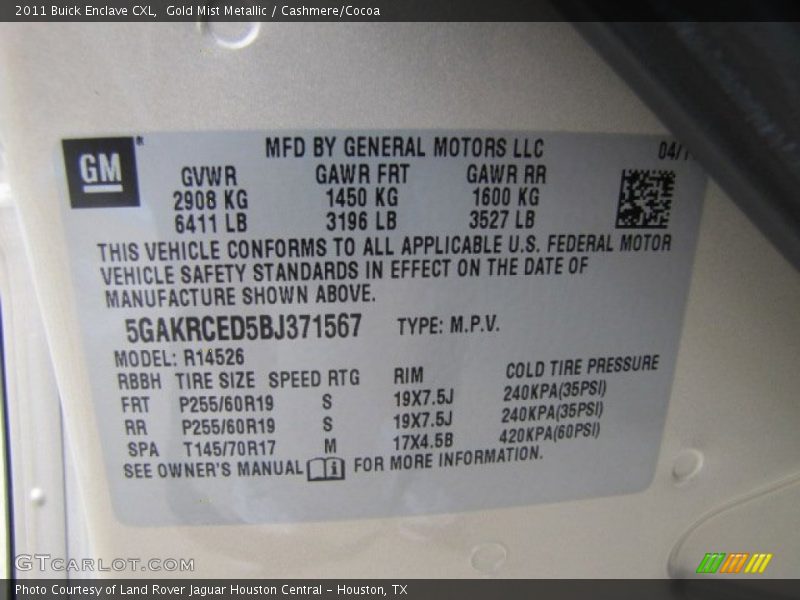 2011 Buick Enclave CXL,  Gold Mist Metallic / Cashmere/Cocoa
GM®
MFD BY GENERAL MOTORS LLC
GVWR GAWR FRT GAWR RR
2908 KG 1450 KG 1600 KG
6411 LB 3196 LB 3527 LB
THIS VEHICLE CONFORMS TO ALL APPLICABLE U.S. FEDERAL MOTOR
VEHICLE SAFETY STANDARDS IN EFFECT ON THE DATE OF
MANUFACTURE SHOWN ABOVE.
5GAKRCED5BJ371567 TYPE: M.P.V.
MODEL: R14526
RBBH TIRE SIZE SPEED RTG RIM COLD TIRE PRESSURE
FRT P255/60R19 S 19X7.5J 240KPA(35PSI)
RR P255/60R19 S 19X7.5J 240KPA(35PSI)
SPA T145/70R17 M 17X4.5B 420KPA(60PSI)
SEE OWNER'S MANUAL FOR MORE INFORMATION.
GTCARLOT.COM
Photo Courtesy of Land Rover Jaguar Houston Central - Houston, TX